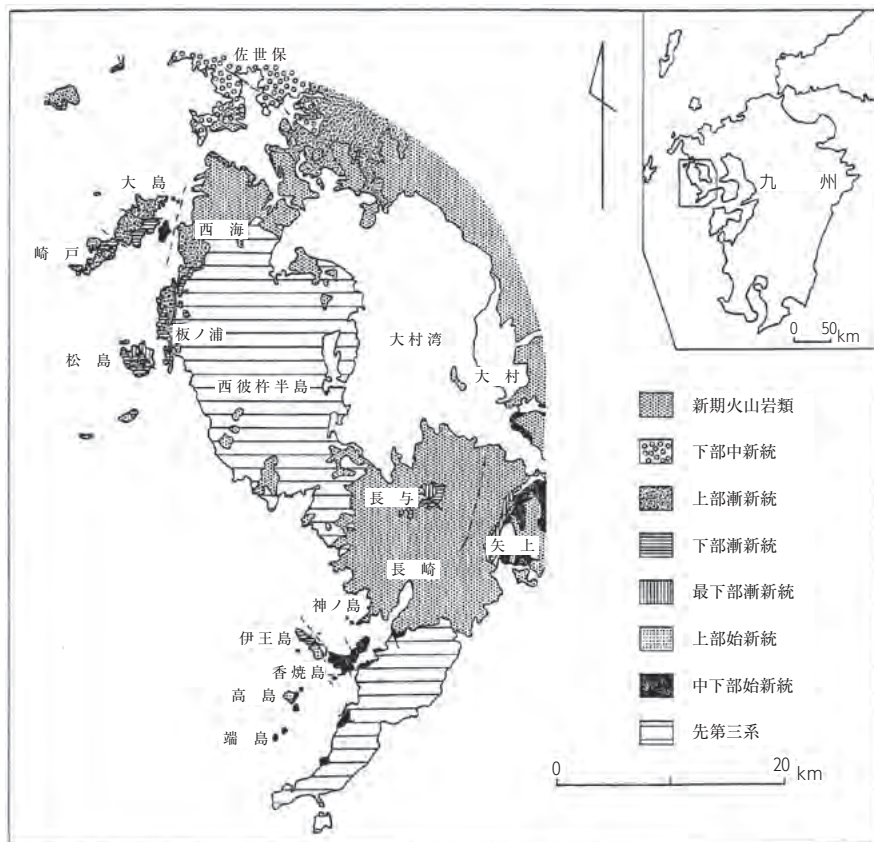 佐世保
大島
崎戸
西海
板ノ浦
松島
大村湾
大村
西彼杵半島
長与
矢上
長崎
神ノ島
伊王島
香焼島
高島
端島
九州
0 50 km
新期火山岩類
下部中新統
上部漸新統
下部漸新統
最下部漸新統
上部始新統
中下部始新統
先第三系
0 20 km